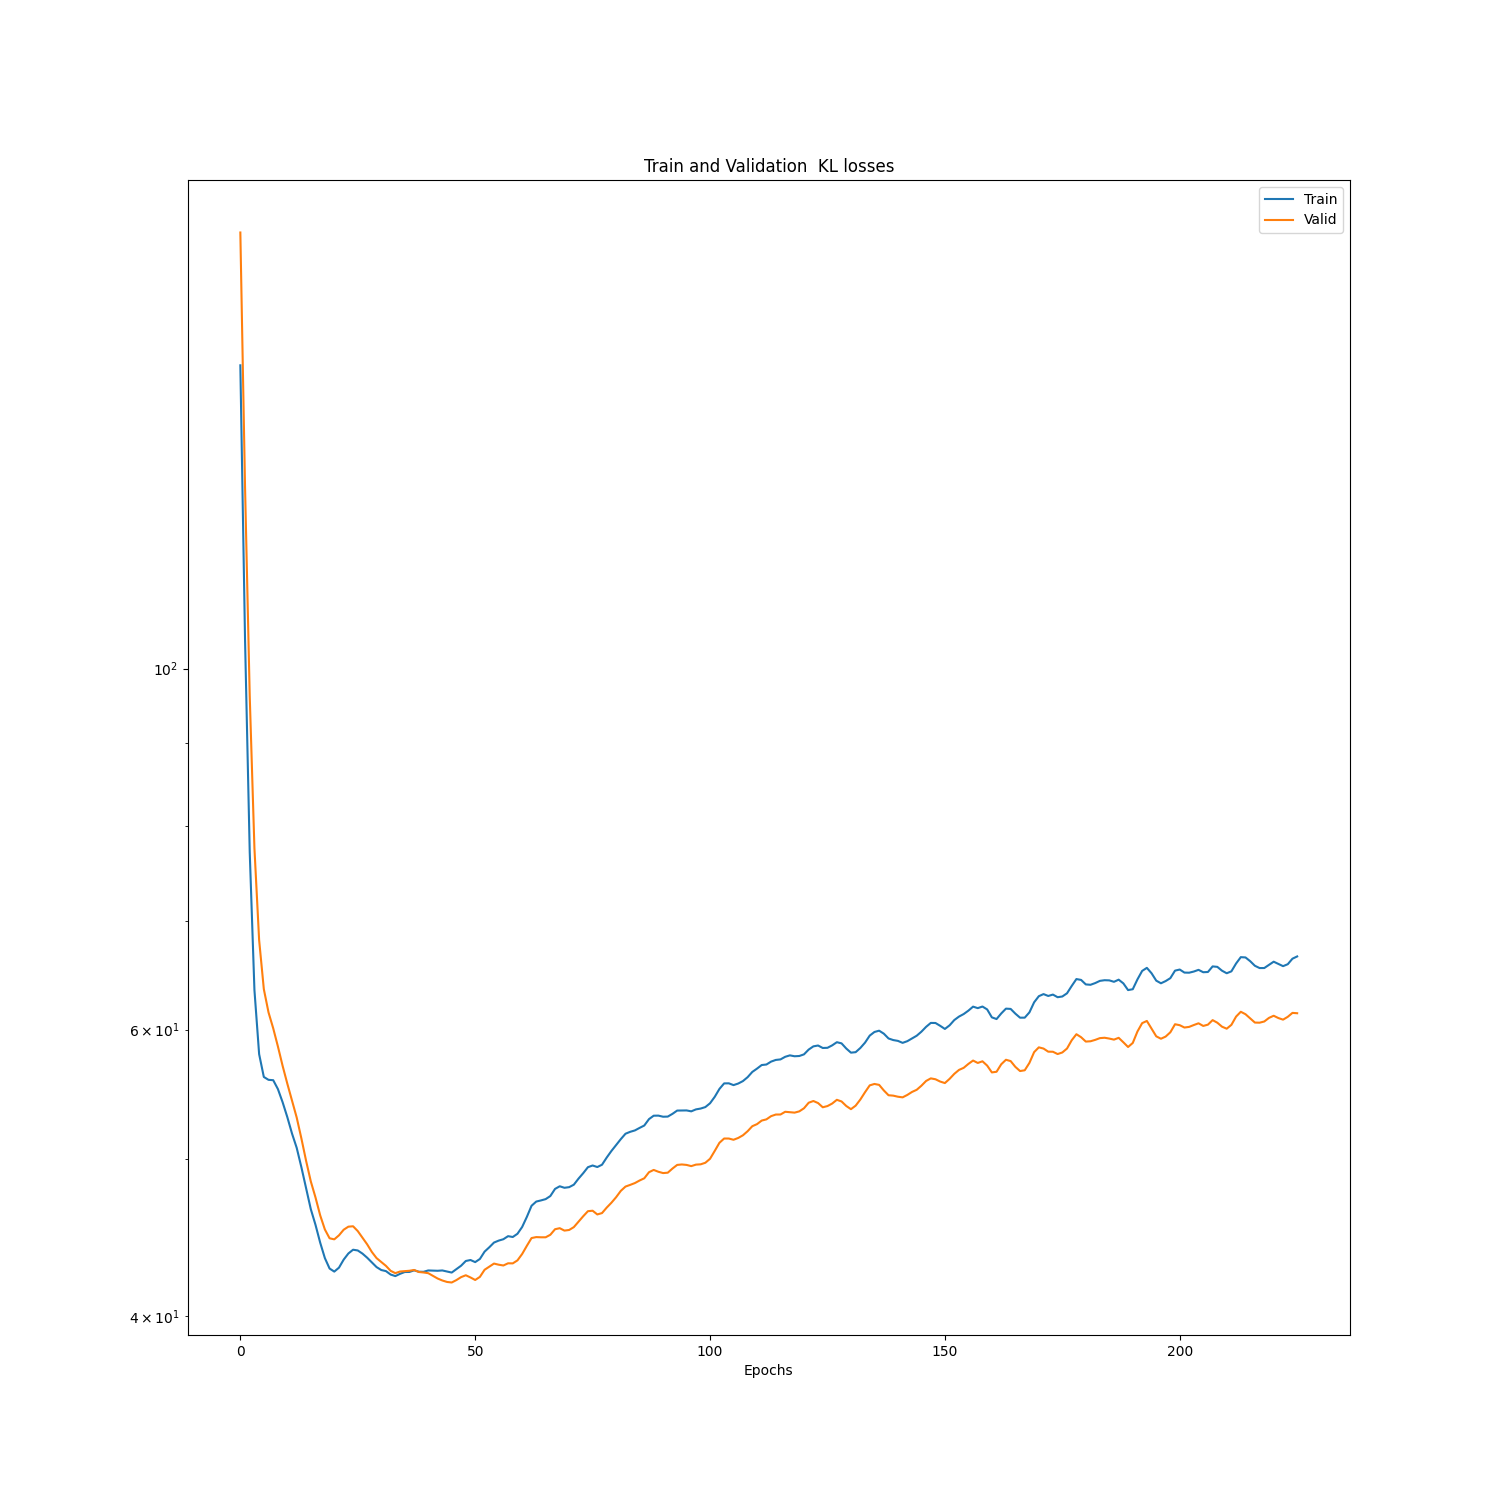 Train and Validation  KL losses
Train
Valid
10²
6 × 10¹
4 × 10¹
0 50 100 150 200
Epochs